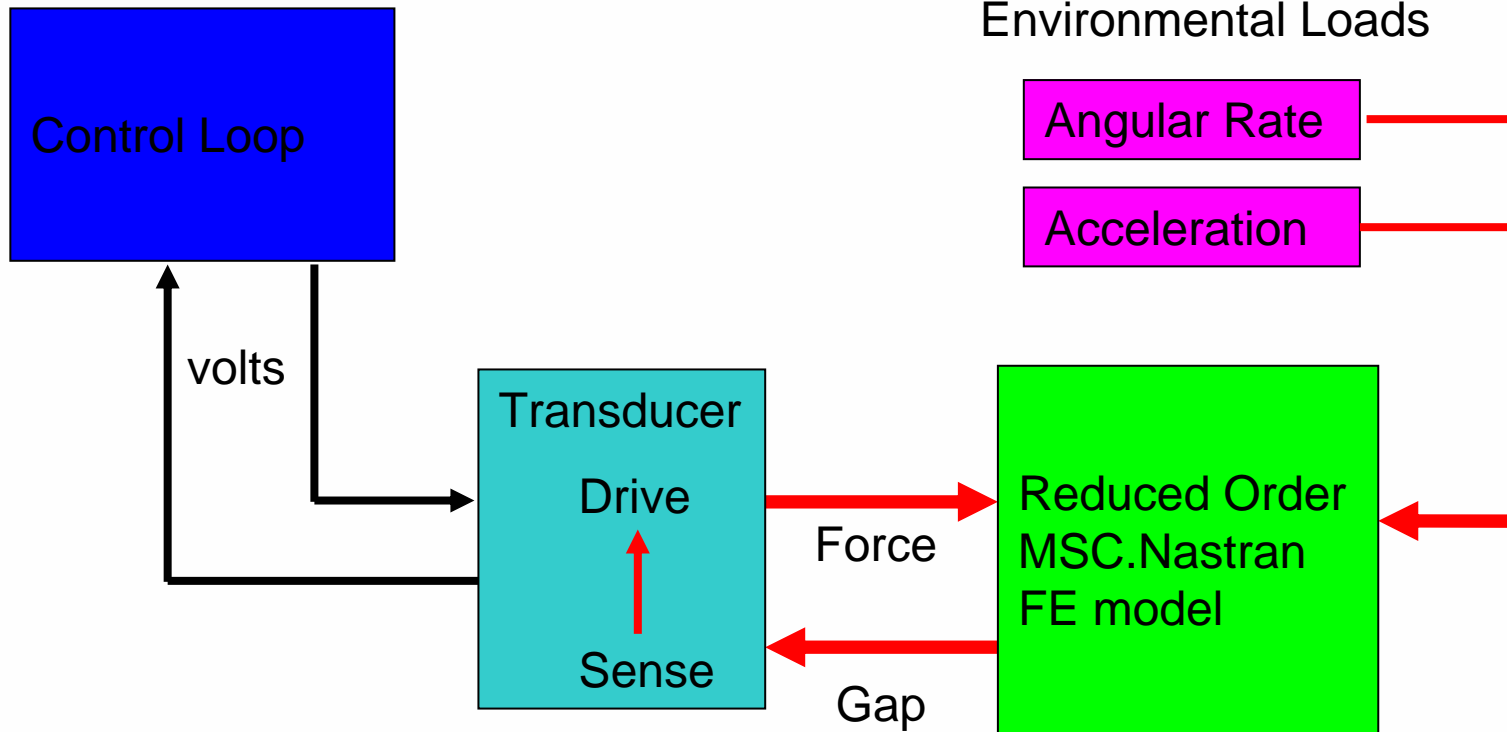 Environmental Loads
Control Loop
Angular Rate
Acceleration
volts
Transducer
Drive
Sense
Force
Gap
Reduced Order
MSC.Nastran
FE model